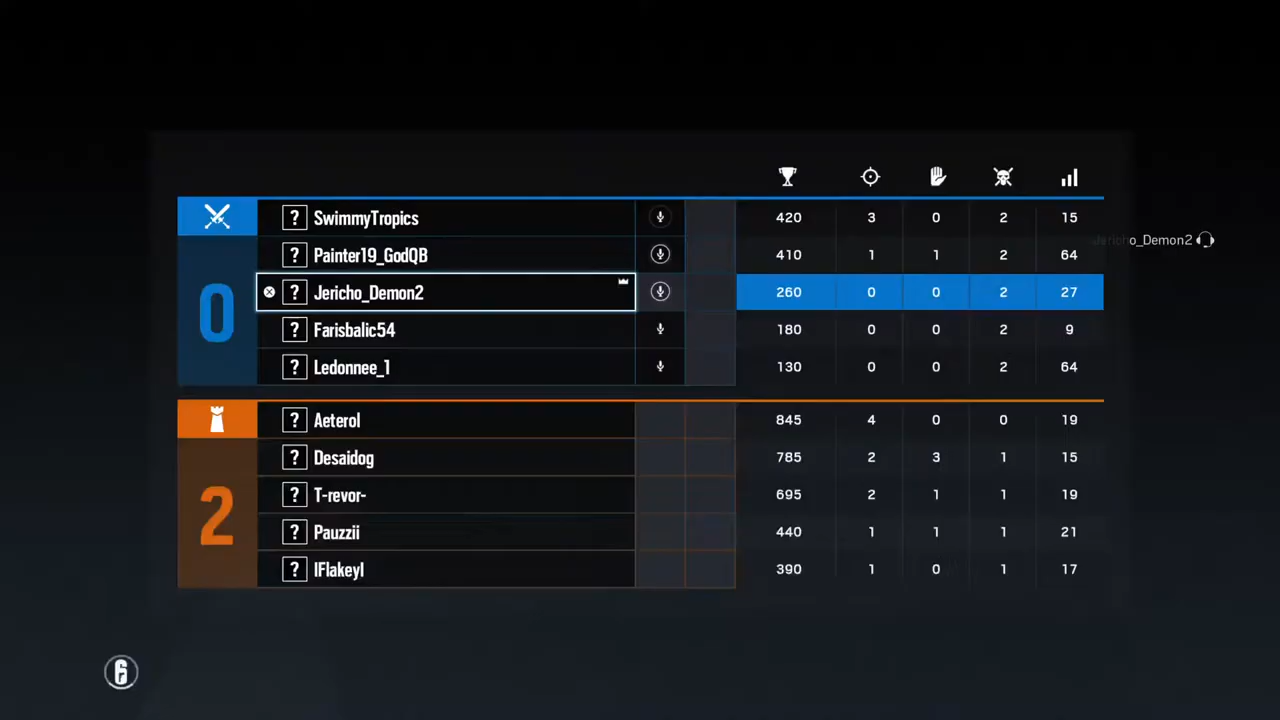 ? SwimmyTropics 420 3 0 2 15
? Painter19_GodQB 410 1 1 2 64
Jericho_Demon2
0 ? Jericho_Demon2 260 0 0 2 27
? Farisbalic54 180 0 0 2 9
? Ledonnee_1 130 0 0 2 64
? Aeterol 845 4 0 0 19
? Desaidog 785 2 3 1 15
2 ? T-revor- 695 2 1 1 19
? Pauzzii 440 1 1 1 21
? IFlakeyI 390 1 0 1 17
6